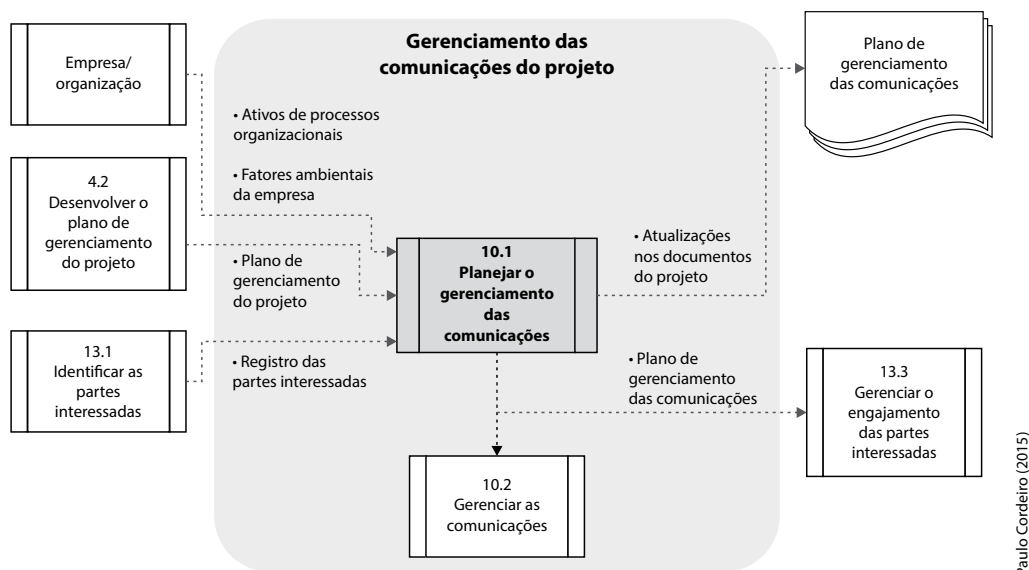 Gerenciamento das
comunicações do projeto
Empresa/
organização
• Ativos de processos
organizacionais
• Fatores ambientais
da empresa
4.2
Desenvolver o
plano de
gerenciamento
do projeto
• Plano de
gerenciamento
do projeto
13.1
Identificar as
partes
interessadas
• Registro das
partes interessadas
10.1
Planejar o
gerenciamento
das
comunicações
• Atualizações
nos documentos
do projeto
Plano de
gerenciamento
das comunicações
• Plano de
gerenciamento
das comunicações
13.3
Gerenciar o
engajamento
das partes
interessadas
10.2
Gerenciar as
comunicações
Paulo Cordeiro (2015)